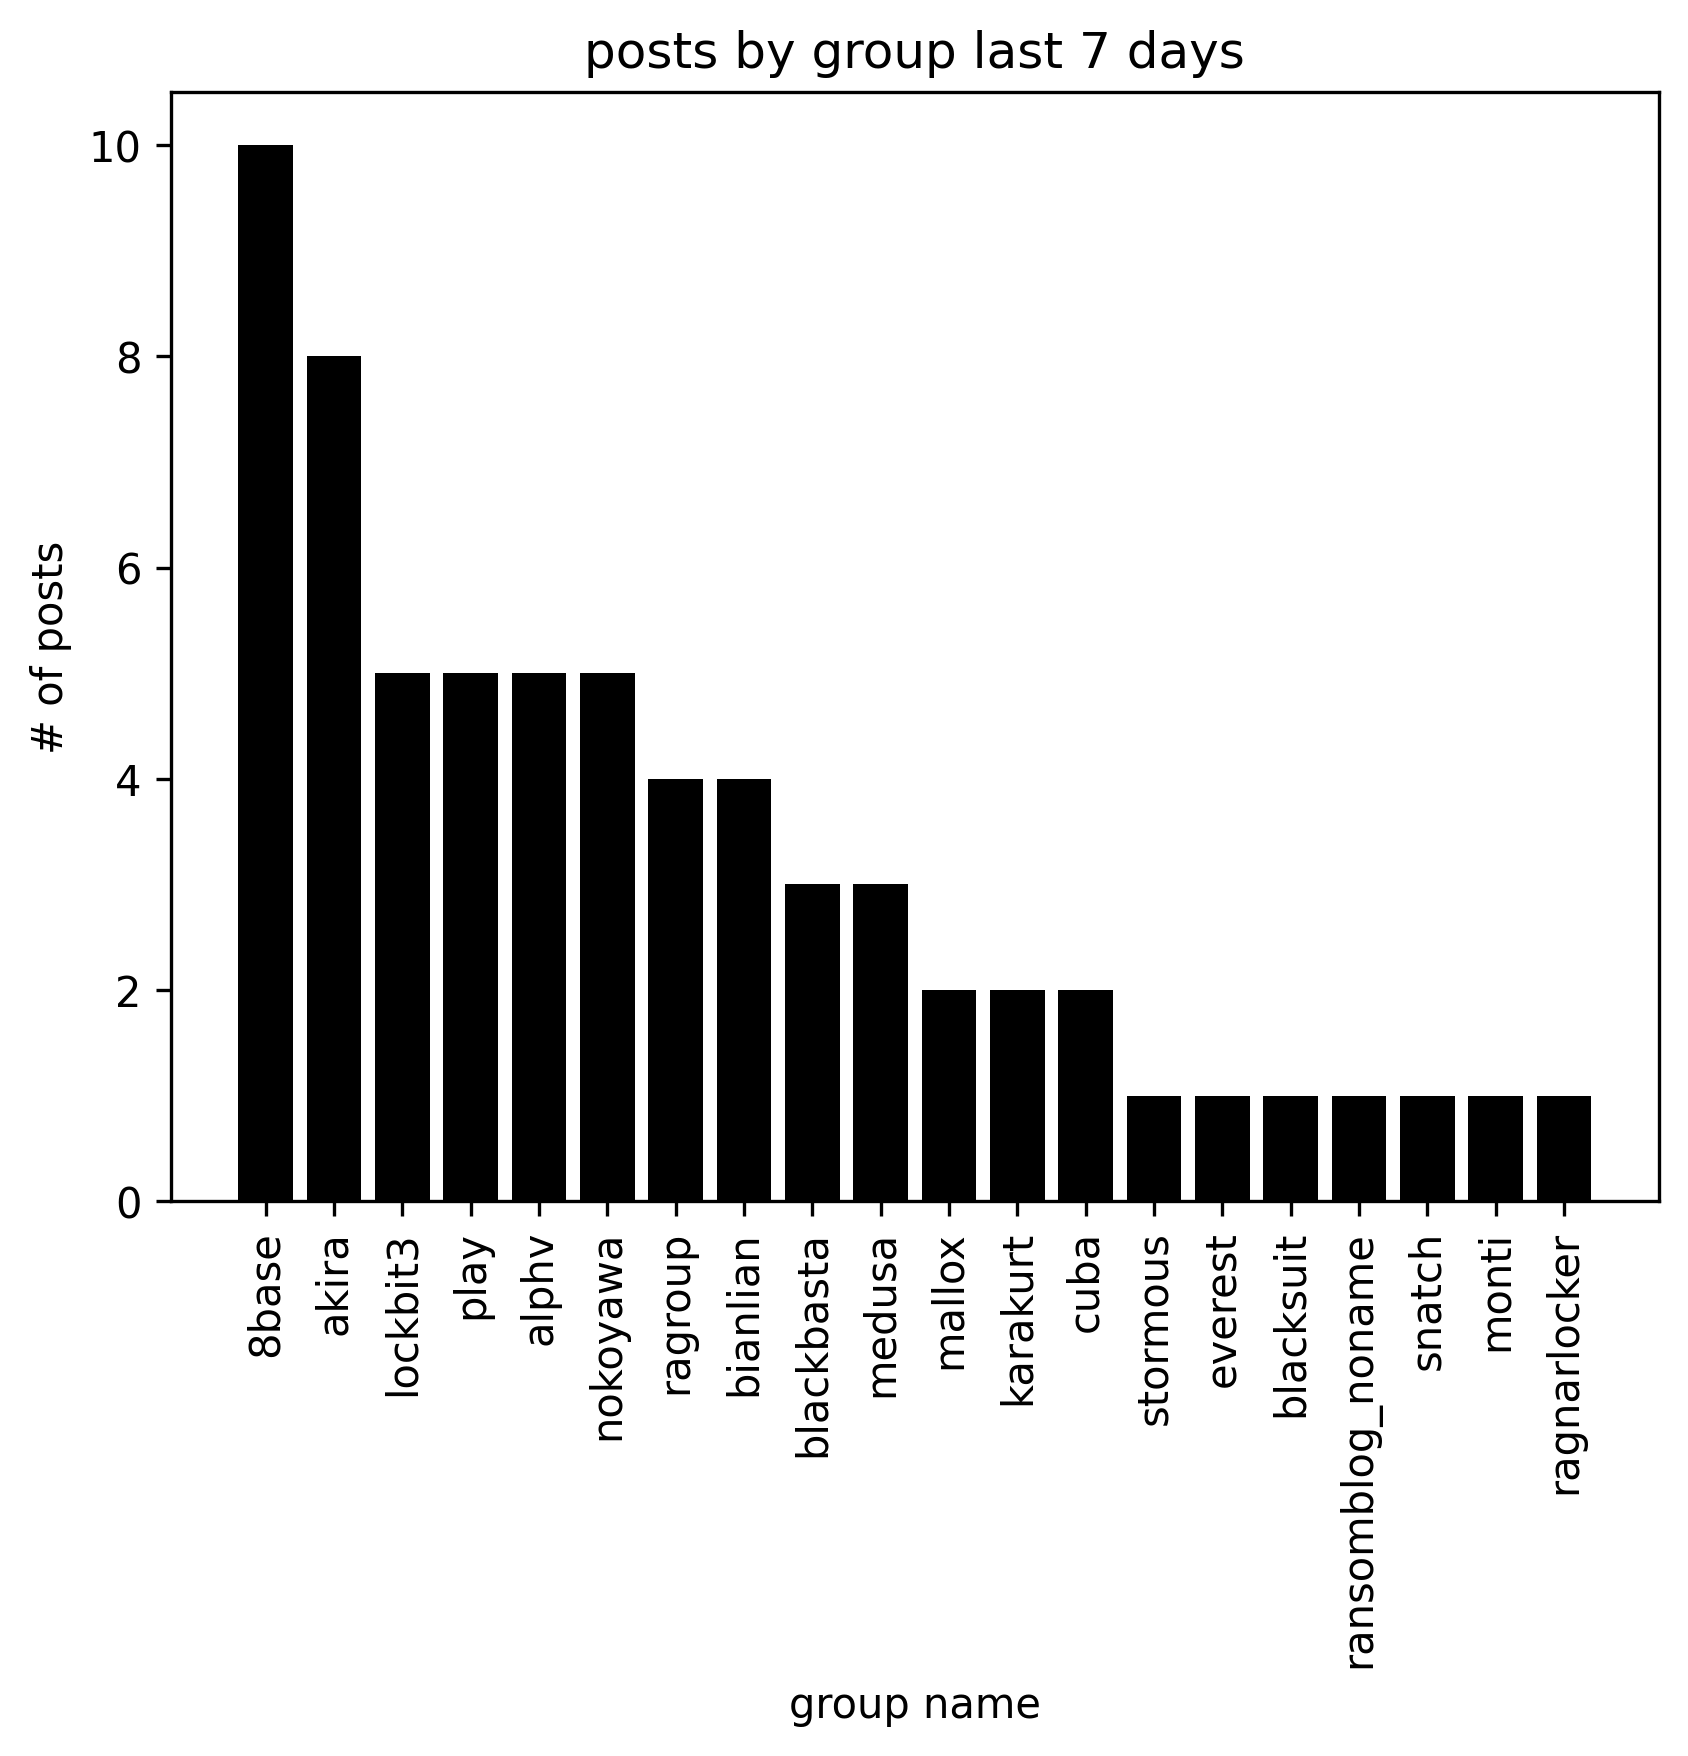 posts by group last 7 days
# of posts
10
8
6
4
2
0
8base
akira
lockbit3
play
alphv
nokoyawa
ragroup
bianlian
blackbasta
medusa
mallox
karakurt
cuba
stormous
everest
blacksuit
ransomblog_noname
snatch
monti
ragnarlocker
group name